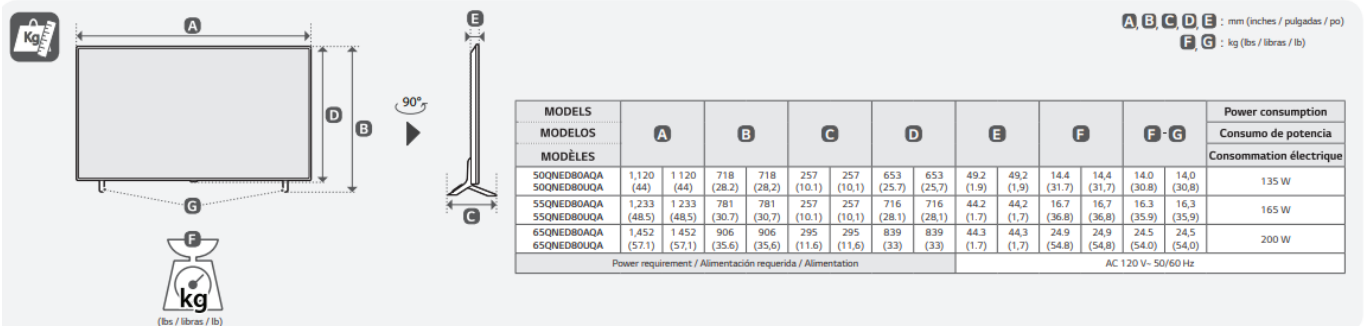 Kg
A
E
A, B, C, D, E : mm (inches / pulgadas / po)
F, G : kg (lbs / libras / lb)
D
B
90°
G
C
F
kg
(lbs / libras / lb)
MODELS
MODELOS
MODÈLES
A B C D E F F-G
Power consumption
Consumo de potencia
Consommation électrique
50QNED80AQA 1,120 1 120 718 718 257 257 653 653 49.2 49,2 14.4 14,4 14.0 14,0 135 W
50QNED80UQA (44) (44) (28.2) (28,2) (10.1) (10,1) (25.7) (25,7) (1.9) (1,9) (31.7) (31,7) (30.8) (30,8)
55QNED80AQA 1,233 1 233 781 781 257 257 716 716 44.2 44,2 16.7 16,7 16.3 16,3 165 W
55QNED80UQA (48.5) (48,5) (30.7) (30,7) (10.1) (10,1) (28.1) (28,1) (1.7) (1,7) (36.8) (36,8) (35.9) (35,9)
65QNED80AQA 1,452 1 452 906 906 295 295 839 839 44.3 44,3 24.9 24,9 24.5 24,5 200 W
65QNED80UQA (57.1) (57,1) (35.6) (35,6) (11.6) (11,6) (33) (33) (1.7) (1,7) (54.8) (54,8) (54.0) (54,0)
Power requirement / Alimentación requerida / Alimentation AC 120 V~ 50/60 Hz